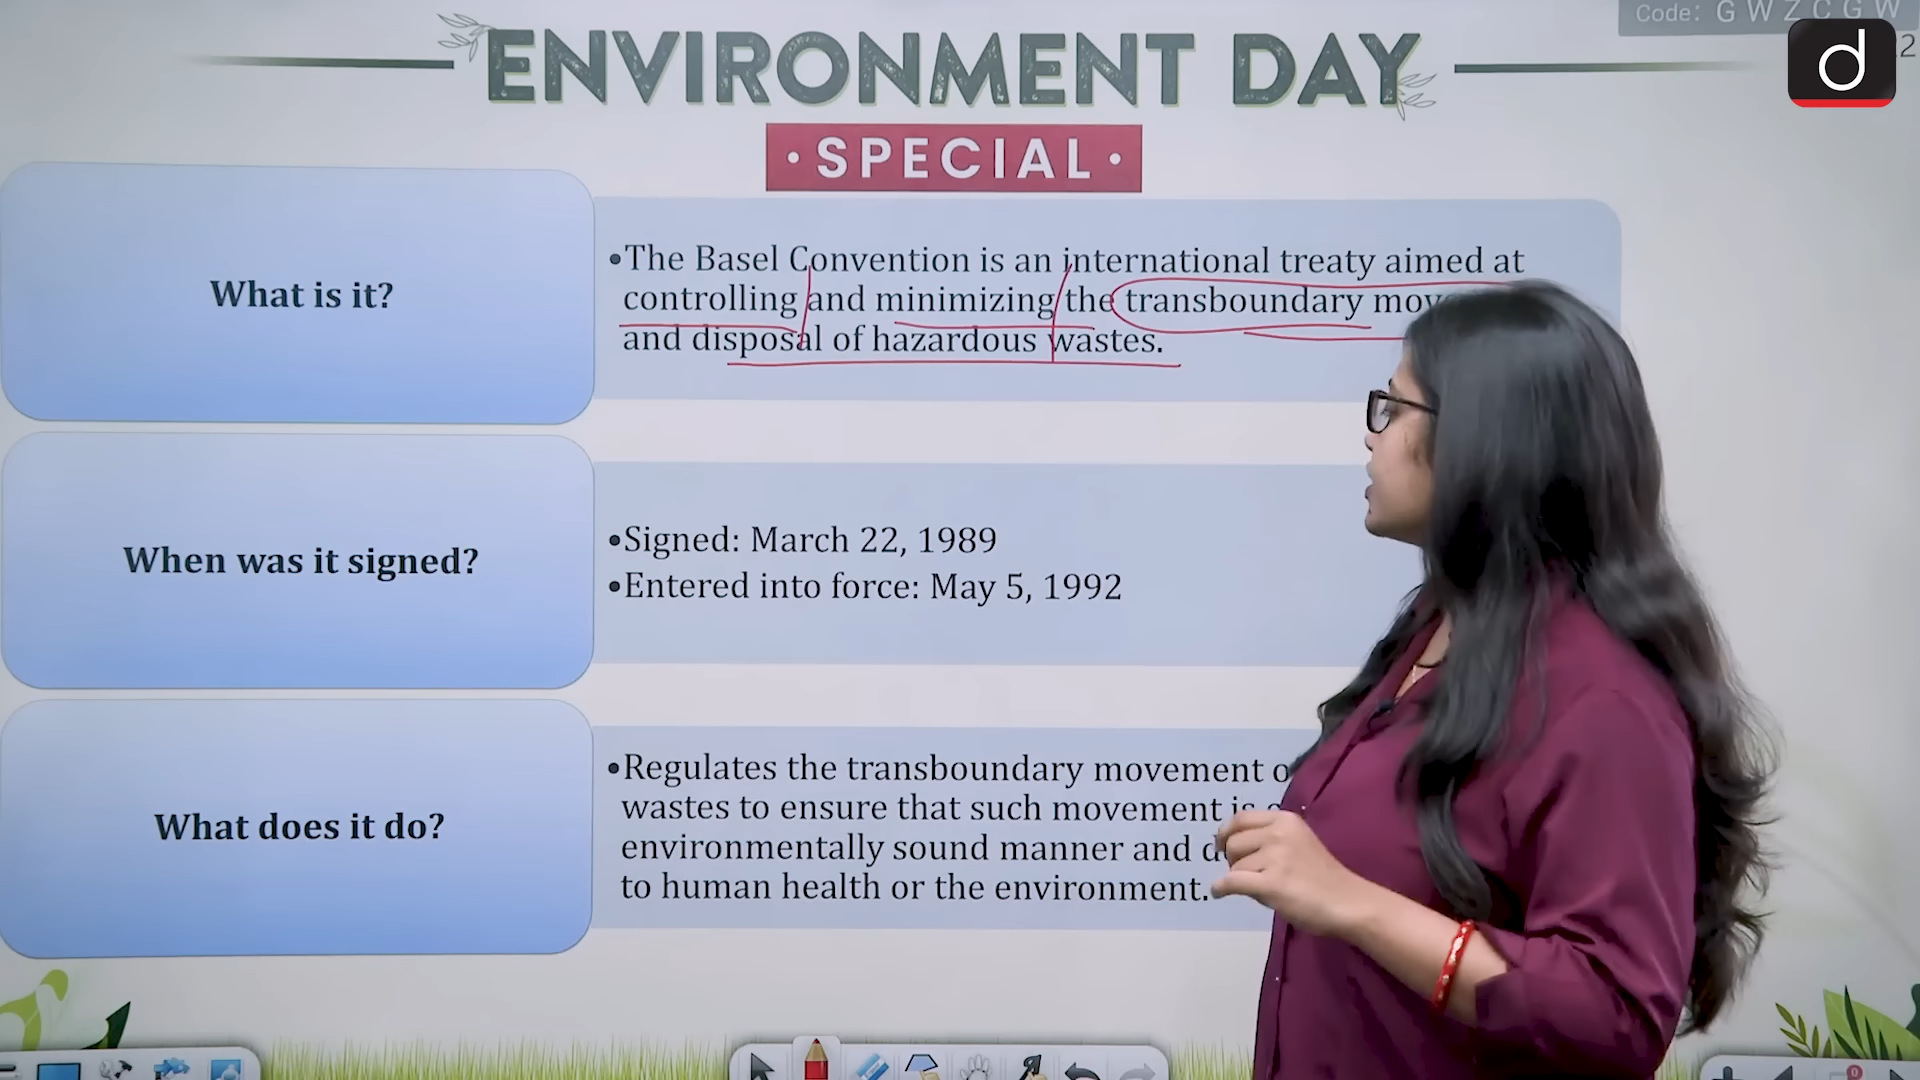 Code: G W Z C G W
2
ENVIRONMENT DAY
d
• SPECIAL •
What is it?
•The Basel Convention is an international treaty aimed at
controlling and minimizing the transboundary
and disposal of hazardous wastes.
When was it signed?
•Signed: March 22, 1989
•Entered into force: May 5, 1992
What does it do?
•Regulates the transboundary movement
wastes to ensure that such movement is
environmentally sound manner and
to human health or the environment.
0